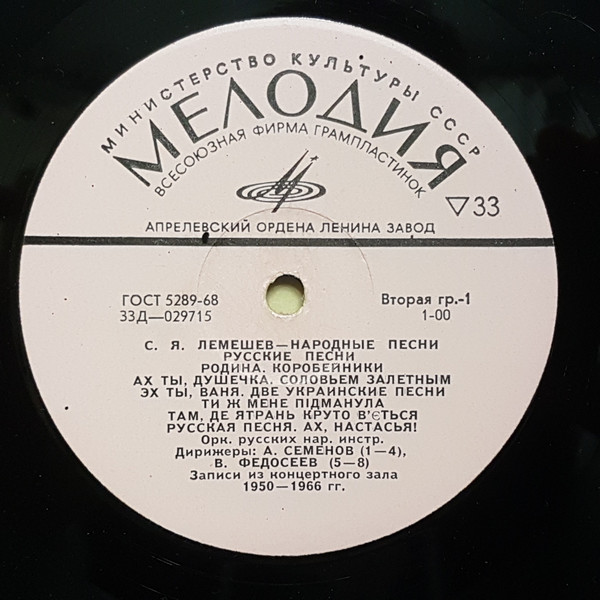 МИНИСТЕРСТВО КУЛЬТУРЫ СССР
МЕЛОДИЯ
ВСЕСОЮЗНАЯ ФИРМА ГРАМПЛАСТИНОК
▽33
АПРЕЛЕВСКИЙ ОРДЕНА ЛЕНИНА ЗАВОД
ГОСТ 5289-68
Вторая гр.-1
33Д—029715
1-00
С. Я. ЛЕМЕШЕВ—НАРОДНЫЕ ПЕСНИ
РУССКИЕ ПЕСНИ
РОДИНА. КОРОБЕЙНИКИ
АХ ТЫ, ДУШЕЧКА. СОЛОВЬЕМ ЗАЛЕТНЫМ
ЭХ ТЫ, ВАНЯ. ДВЕ УКРАИНСКИЕ ПЕСНИ
ТИ Ж МЕНЕ ПІДМАНУЛА
ТАМ, ДЕ ЯТРАНЬ КРУТО В'ЄТЬСЯ
РУССКАЯ ПЕСНЯ. АХ, НАСТАСЬЯ!
Орк. русских нар. инстр.
Дирижеры: А. СЕМЕНОВ (1—4),
В. ФЕДОСЕЕВ (5—8)
Записи из концертного зала
1950—1966 гг.